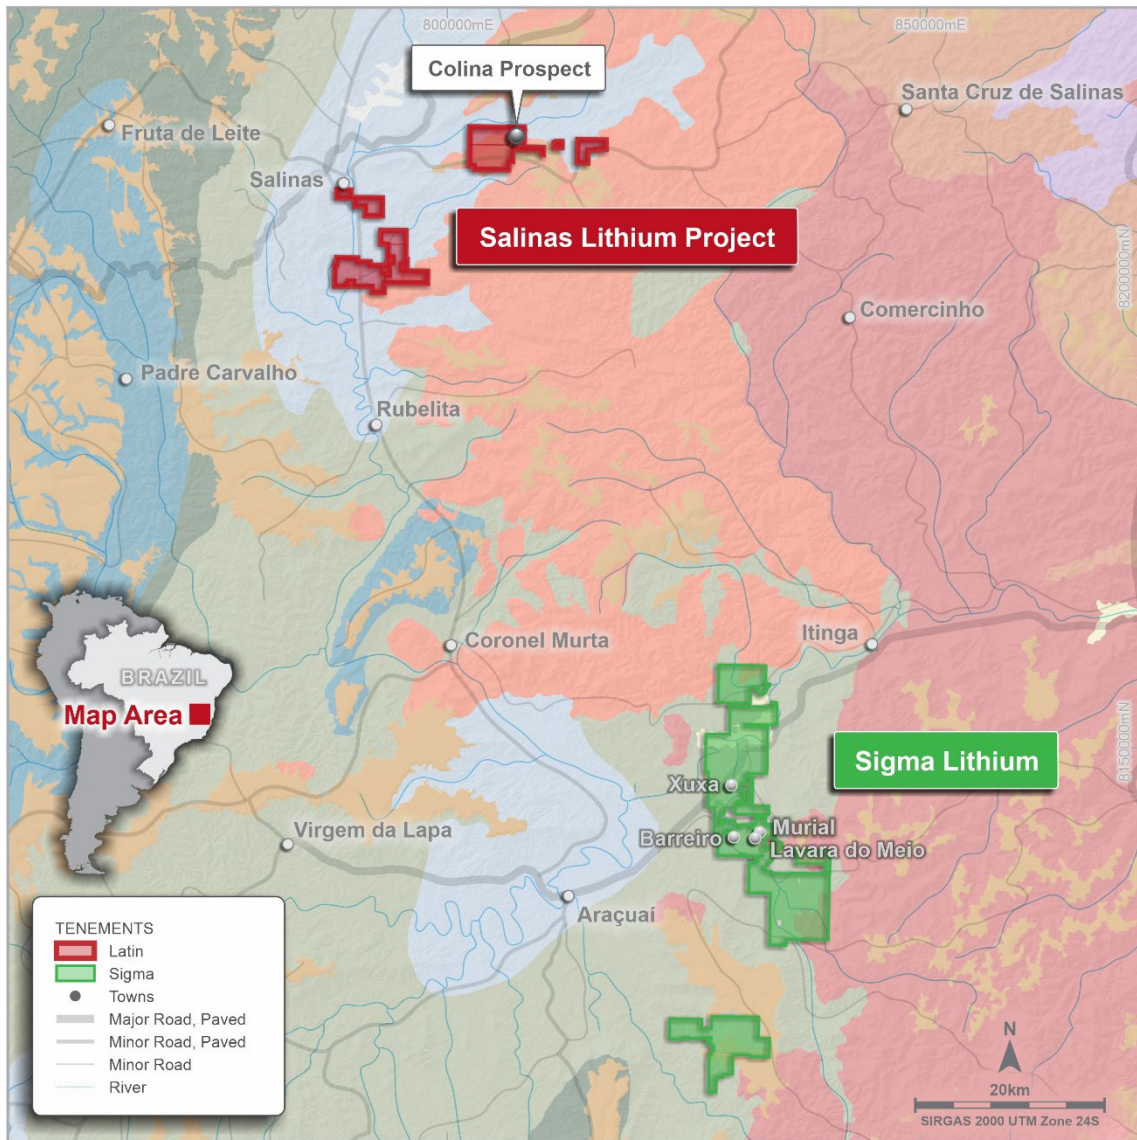 800000mE
850000mE
Colina Prospect
Santa Cruz de Salinas
Fruta de Leite
Salinas
Salinas Lithium Project
8200000mN
Comercinho
Padre Carvalho
Rubelita
Coronel Murta
Itinga
BRAZIL
Map Area
8150000mN
Sigma Lithium
Xuxa
Virgem da Lapa
Barreiro
Murial
Lavara do Meio
Araçuaí
TENEMENTS
Latin
Sigma
Towns
Major Road, Paved
Minor Road, Paved
Minor Road
River
N
20km
SIRGAS 2000 UTM Zone 24S